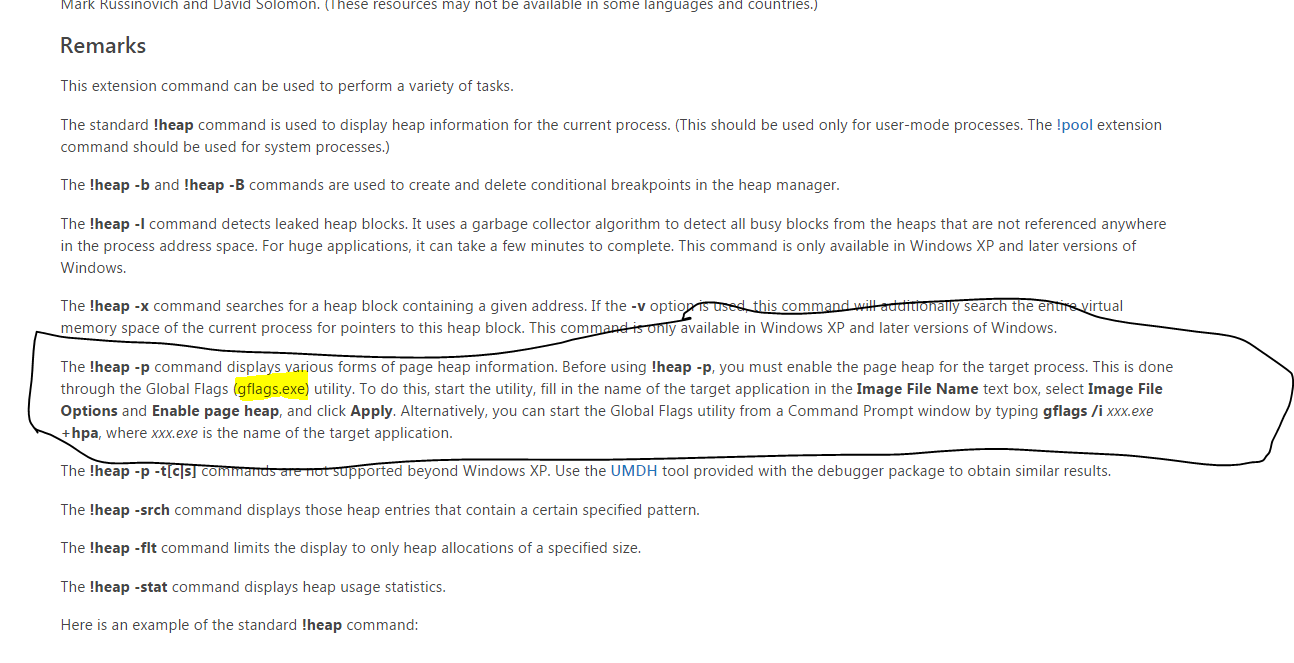 Mark Russinovich and David Solomon. (These resources may not be available in some languages and countries.)
Remarks
This extension command can be used to perform a variety of tasks.
The standard !heap command is used to display heap information for the current process. (This should be used only for user-mode processes. The !pool extension
command should be used for system processes.)
The !heap -b and !heap -B commands are used to create and delete conditional breakpoints in the heap manager.
The !heap -l command detects leaked heap blocks. It uses a garbage collector algorithm to detect all busy blocks from the heaps that are not referenced anywhere
in the process address space. For huge applications, it can take a few minutes to complete. This command is only available in Windows XP and later versions of
Windows.
The !heap -x command searches for a heap block containing a given address. If the -v option is used, this command will additionally search the entire virtual
memory space of the current process for pointers to this heap block. This command is only available in Windows XP and later versions of Windows.
The !heap -p command displays various forms of page heap information. Before using !heap -p, you must enable the page heap for the target process. This is done
through the Global Flags (gflags.exe) utility. To do this, start the utility, fill in the name of the target application in the Image File Name text box, select Image File
Options and Enable page heap, and click Apply. Alternatively, you can start the Global Flags utility from a Command Prompt window by typing gflags /i xxx.exe
+hpa, where xxx.exe is the name of the target application.
The !heap -p -t[c|s] commands are not supported beyond Windows XP. Use the UMDH tool provided with the debugger package to obtain similar results.
The !heap -srch command displays those heap entries that contain a certain specified pattern.
The !heap -flt command limits the display to only heap allocations of a specified size.
The !heap -stat command displays heap usage statistics.
Here is an example of the standard !heap command: